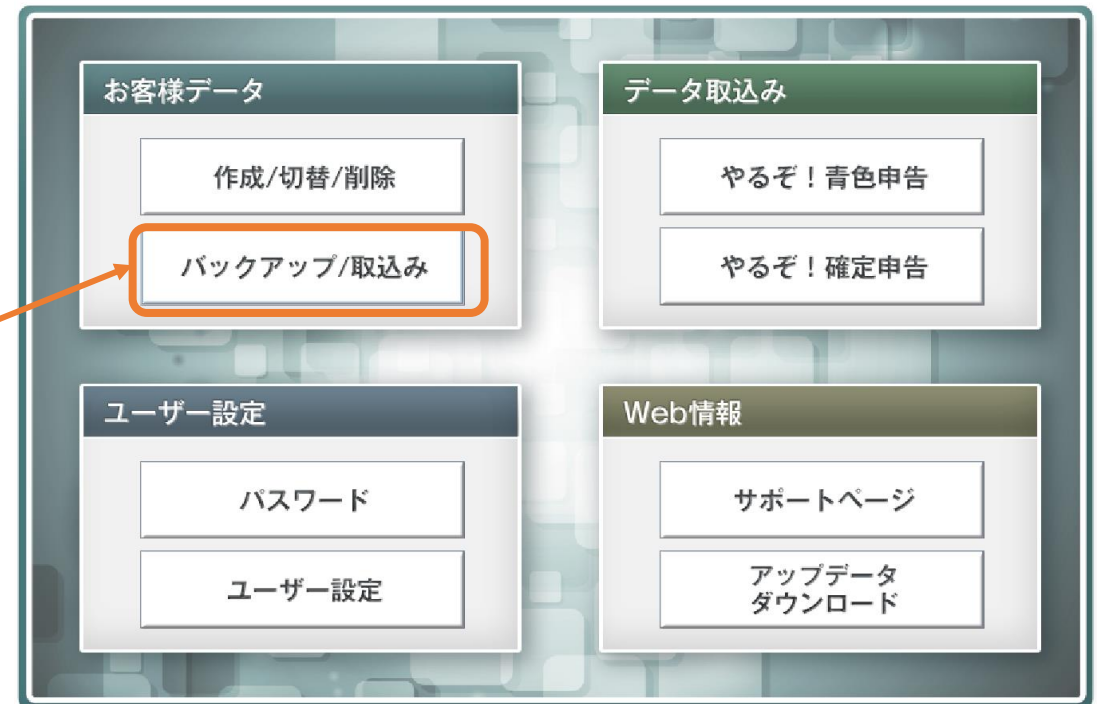 お客様データ
作成/切替/削除
バックアップ/取込み
データ取込み
やるぞ！青色申告
やるぞ！確定申告
ユーザー設定
パスワード
ユーザー設定
Web情報
サポートページ
アップデータ
ダウンロード